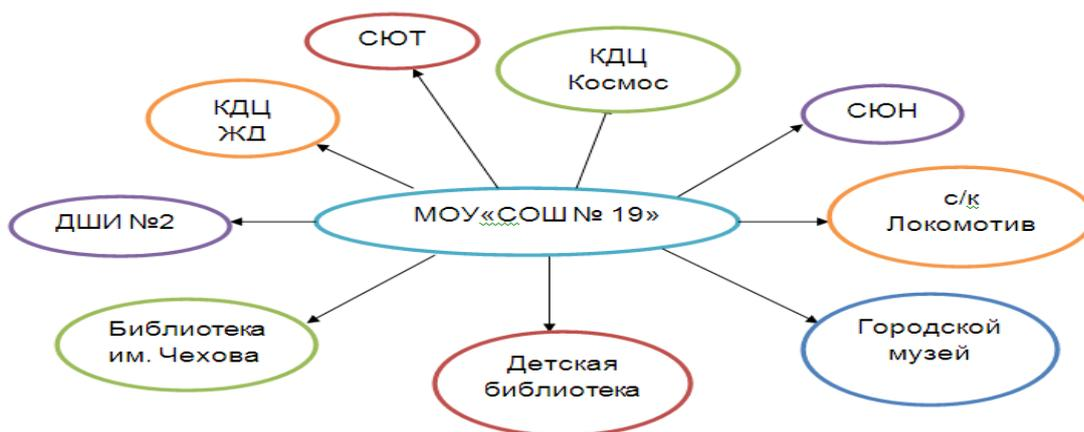 СЮТ
КДЦ
Космос
КДЦ
ЖД
СЮН
ДШИ №2
МОУ«СОШ № 19»
с/к
Локомотив
Библиотека
им. Чехова
Детская
библиотека
Городской
музей